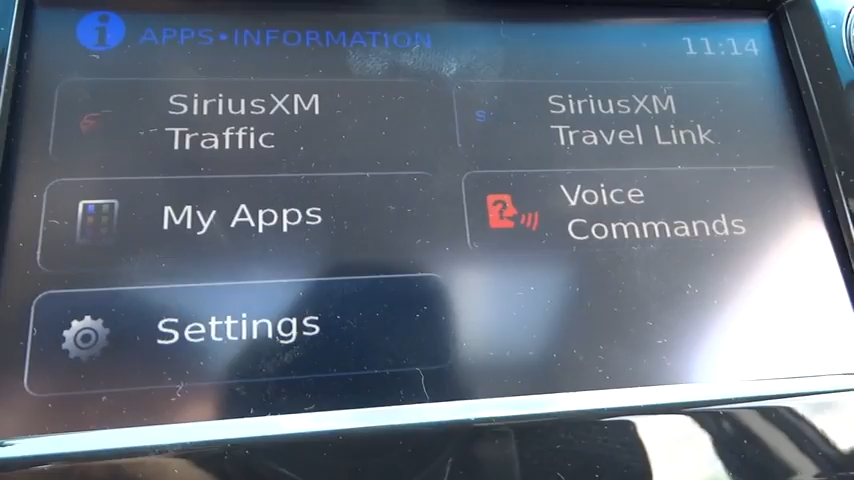 i APPS•INFORMATION
11:14
SiriusXM
Traffic
SiriusXM
Travel Link
My Apps
Voice
Commands
Settings